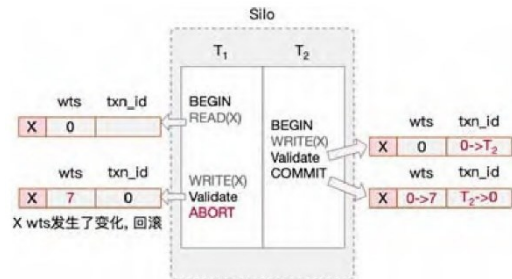 Silo
T₁ T₂
wts txn_id
X 0
BEGIN
READ(X)
BEGIN
WRITE(X)
Validate
COMMIT
wts txn_id
X 0 0->T₂
wts txn_id
X 7 0
WRITE(X)
Validate
ABORT
wts txn_id
X 0->7 T₂->0
X wts发生了变化, 回滚